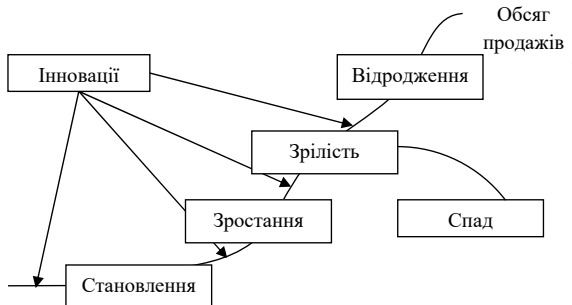 Обсяг
продажів
Інновації
Відродження
Зрілість
Зростання
Спад
Становлення